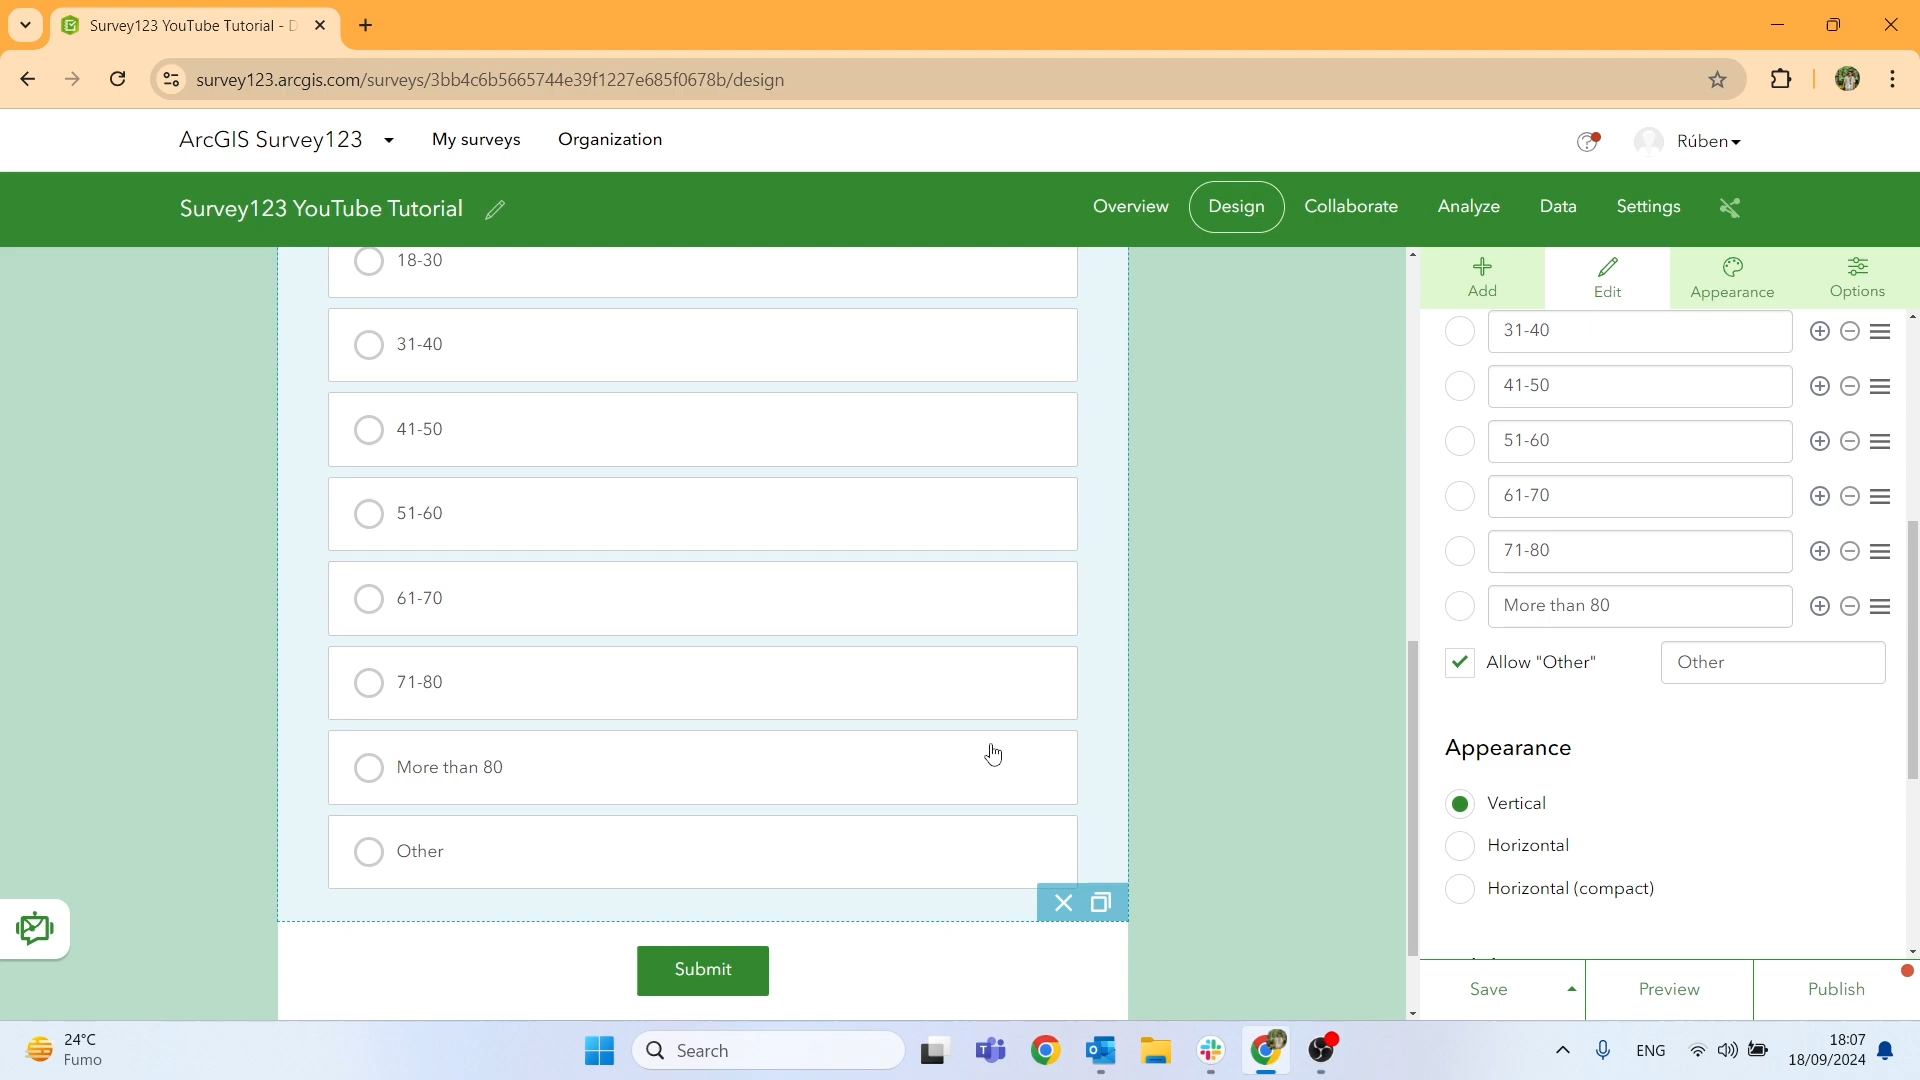 Survey123 YouTube Tutorial - D
survey123.arcgis.com/surveys/3bb4c6b5665744e39f1227e685f0678b/design
ArcGIS Survey123 My surveys Organization
Rúben
Survey123 YouTube Tutorial
Overview Design Collaborate Analyze Data Settings
18-30
31-40
41-50
51-60
61-70
71-80
More than 80
Other
Submit
Add Edit Appearance Options
31-40
41-50
51-60
61-70
71-80
More than 80
Allow "Other" Other
Appearance
Vertical
Horizontal
Horizontal (compact)
Save Preview Publish
24°C
Fumo
Search
ENG
18:07
18/09/2024